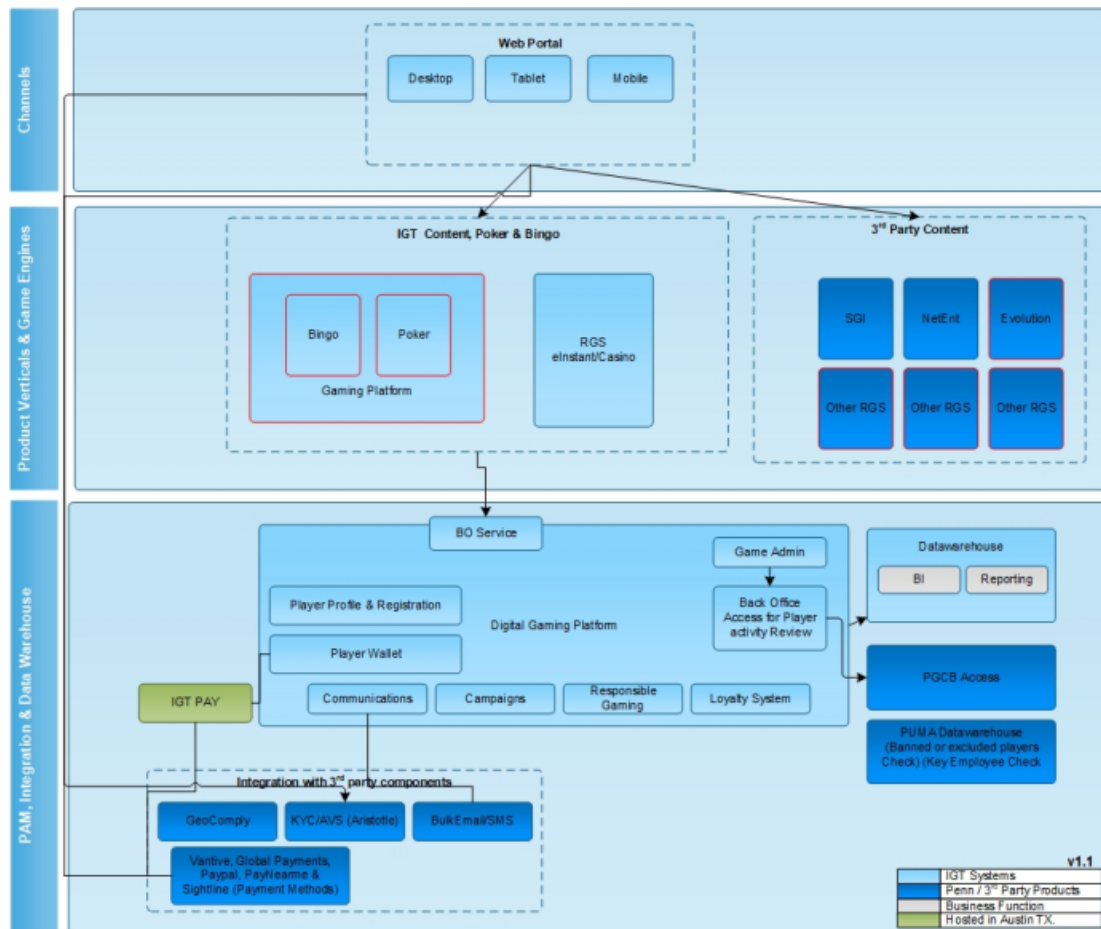 Channels
Web Portal
Desktop
Tablet
Mobile
Product Verticals & Game Engines
IGT Content, Poker & Bingo
3rd Party Content
Bingo
Poker
Gaming Platform
RGS
eInstant/Casino
SGI
NetEnt
Evolution
Other RGS
Other RGS
Other RGS
PAM, Integration & Data Warehouse
BO Service
Game Admin
Datawarehouse
BI
Reporting
Player Profile & Registration
Digital Gaming Platform
Back Office
Access for Player
activity Review
Player Wallet
PGCB Access
IGT PAY
Communications
Campaigns
Responsible
Gaming
Loyalty System
PUMA Datawarehouse
(Banned or excluded players
Check) (Key Employee Check
Integration with 3rd party components
GeoComply
KYC/AVS (Aristotle)
BulkEmail/SMS
Vantive, Global Payments,
Paypal, PayNearme &
Sightline (Payment Methods)
v1.1
IGT Systems
Penn / 3rd Party Products
Business Function
Hosted in Austin TX.